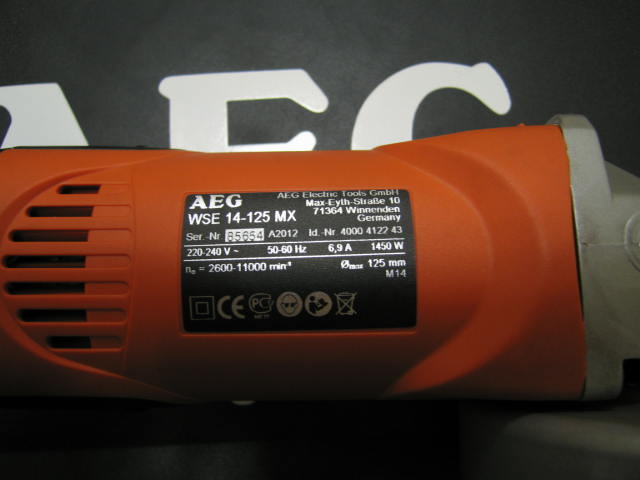 AEG
AEG AEG Electric Tools GmbH
WSE 14-125 MX Max-Eyth-Straße 10
71364 Winnenden
Germany
Ser.-Nr 85654 A2012 Id.-Nr. 4000 4122 43
220-240 V ~ 50-60 Hz 6,9 A 1450 W
n₀ = 2600-11000 min⁻¹ Ømax 125 mm
M14
CE